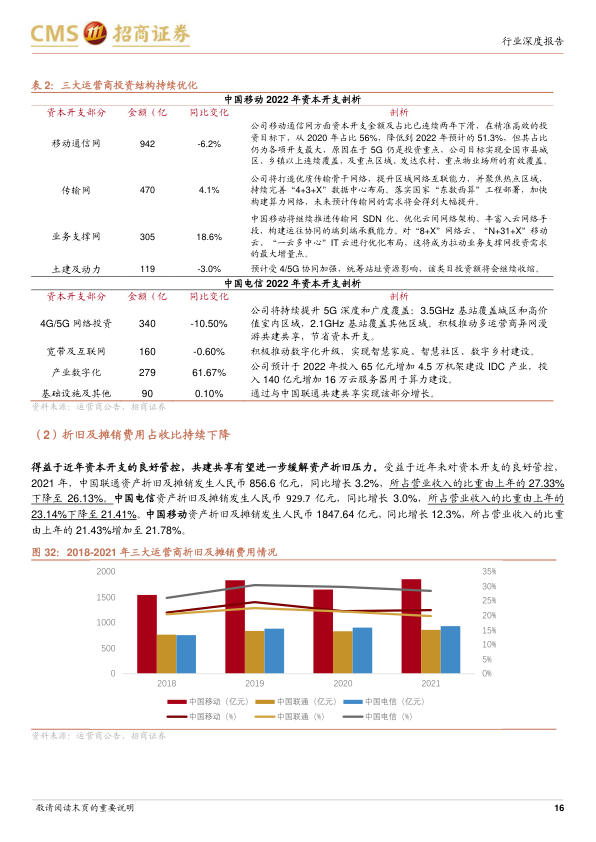 CMS 招商证券
行业深度报告
表 2：三大运营商投资结构持续优化
中国移动 2022 年资本开支剖析
资本开支部分 金额（亿 同比变化 剖析
移动通信网 942 -6.2% 公司移动通信网方面资本开支金额及占比已连续两年下滑，在精准高效的投
资目标下，从 2020 年占比 56%，降低到 2022 年预计的 51.3%，但其占比
仍为各项开支最大，原因在于 5G 仍是投资重点，公司目标实现全国市县城
区、乡镇以上连续覆盖，及重点区域、发达农村、重点物业场所的有效覆盖。
传输网 470 4.1% 公司将打造优质传输骨干网络，提升区域网络互联能力，并聚焦热点区域，
持续完善“4+3+X”数据中心布局。落实国家“东数西算”工程部署，加快
构建算力网络，未来预计传输网的需求将会得到大幅提升。
业务支撑网 305 18.6% 中国移动将继续推进传输网 SDN 化、优化云间网络架构、丰富入云网络手
段，构建运往协同的端到端承载能力。对“8+X”网络云、“N+31+X”移动
云、“一云多中心”IT 云进行优化布局，这将成为拉动业务支撑网投资需求
的最大增量点。
土建及动力 119 -3.0% 预计受 4/5G 协同加强，统筹站址资源影响，该类目投资额将会继续收缩。
中国电信 2022 年资本开支剖析
资本开支部分 金额（亿 同比变化 剖析
4G/5G 网络投资 340 -10.50% 公司将持续提升 5G 深度和广度覆盖：3.5GHz 基站覆盖城区和高价
值室内区域，2.1GHz 基站覆盖其他区域。积极推动多运营商异网漫
游共建共享，节省资本开支。
宽带及互联网 160 -0.60% 积极推动数字化升级，实现智慧家庭、智慧社区、数字乡村建设。
产业数字化 279 61.67% 公司预计于 2022 年投入 65 亿元增加 4.5 万机架建设 IDC 产业，投
入 140 亿元增加 16 万云服务器用于算力建设。
基础设施及其他 90 0.10% 通过与中国联通共建共享实现该部分增长。
资料来源：运营商公告、招商证券
（2）折旧及摊销费用占收比持续下降
得益于近年资本开支的良好管控，共建共享有望进一步缓解资产折旧压力。受益于近年来对资本开支的良好管控，
2021 年，中国联通资产折旧及摊销发生人民币 856.6 亿元，同比增长 3.2%，所占营业收入的比重由上年的 27.33%
下降至 26.13%。中国电信资产折旧及摊销发生人民币 929.7 亿元，同比增长 3.0%，所占营业收入的比重由上年的
23.14%下降至 21.41%。中国移动资产折旧及摊销发生人民币 1847.64 亿元，同比增长 12.3%，所占营业收入的比重
由上年的 21.43%增加至 21.78%。
图 32：2018-2021 年三大运营商折旧及摊销费用情况
2000 35%
30%
1500 25%
20%
1000 15%
500 10%
5%
0 0%
2018 2019 2020 2021
中国移动（亿元） 中国联通（亿元） 中国电信（亿元）
中国移动（%） 中国联通（%） 中国电信（%）
资料来源：运营商公告、招商证券
敬请阅读末页的重要说明 16